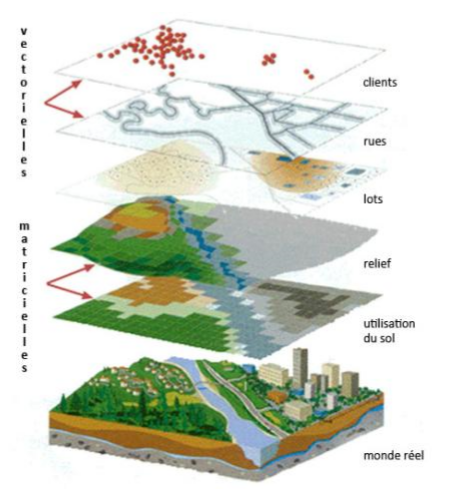 vectorielles
clients
rues
lots
matricielles
relief
utilisation
du sol
monde réel